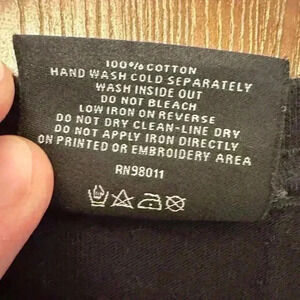 100% COTTON
HAND WASH COLD SEPARATELY
WASH INSIDE OUT
DO NOT BLEACH
LOW IRON ON REVERSE
DO NOT DRY CLEAN-LINE DRY
DO NOT APPLY IRON DIRECTLY
ON PRINTED OR EMBROIDERY AREA
RN98011